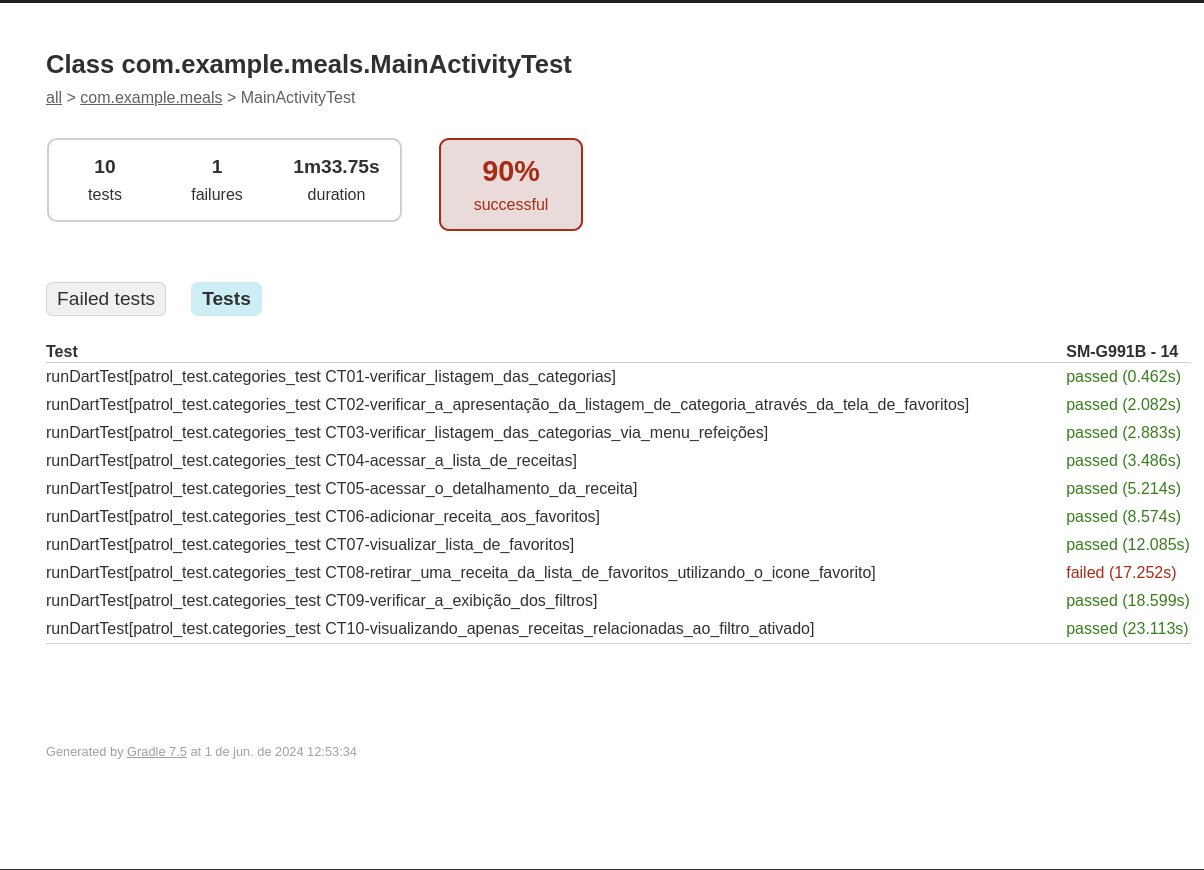 Class com.example.meals.MainActivityTest
all > com.example.meals > MainActivityTest
10 1 1m33.75s
tests failures duration
90%
successful
Failed tests Tests
Test SM-G991B - 14
runDartTest[patrol_test.categories_test CT01-verificar_listagem_das_categorias] passed (0.462s)
runDartTest[patrol_test.categories_test CT02-verificar_a_apresentação_da_listagem_de_categoria_através_da_tela_de_favoritos] passed (2.082s)
runDartTest[patrol_test.categories_test CT03-verificar_listagem_das_categorias_via_menu_refeições] passed (2.883s)
runDartTest[patrol_test.categories_test CT04-acessar_a_lista_de_receitas] passed (3.486s)
runDartTest[patrol_test.categories_test CT05-acessar_o_detalhamento_da_receita] passed (5.214s)
runDartTest[patrol_test.categories_test CT06-adicionar_receita_aos_favoritos] passed (8.574s)
runDartTest[patrol_test.categories_test CT07-visualizar_lista_de_favoritos] passed (12.085s)
runDartTest[patrol_test.categories_test CT08-retirar_uma_receita_da_lista_de_favoritos_utilizando_o_icone_favorito] failed (17.252s)
runDartTest[patrol_test.categories_test CT09-verificar_a_exibição_dos_filtros] passed (18.599s)
runDartTest[patrol_test.categories_test CT10-visualizando_apenas_receitas_relacionadas_ao_filtro_ativado] passed (23.113s)
Generated by Gradle 7.5 at 1 de jun. de 2024 12:53:34